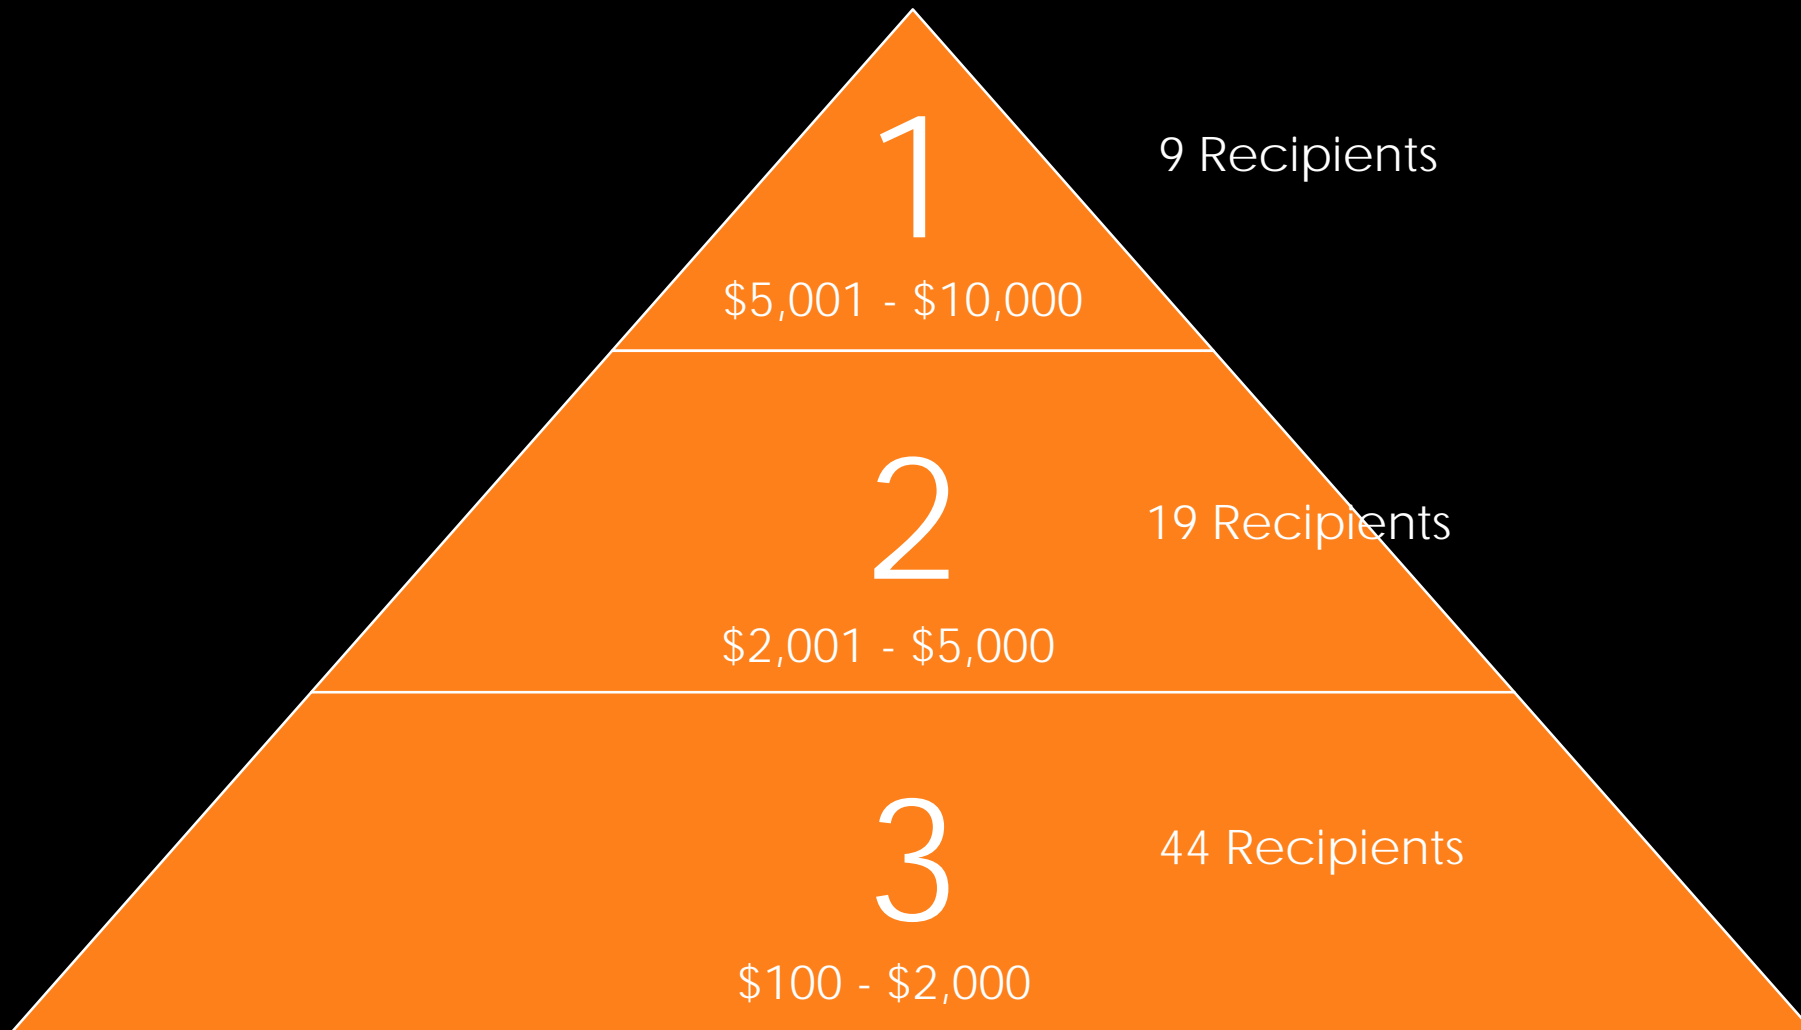 1
9 Recipients
$5,001 - $10,000
2
19 Recipients
$2,001 - $5,000
3
44 Recipients
$100 - $2,000